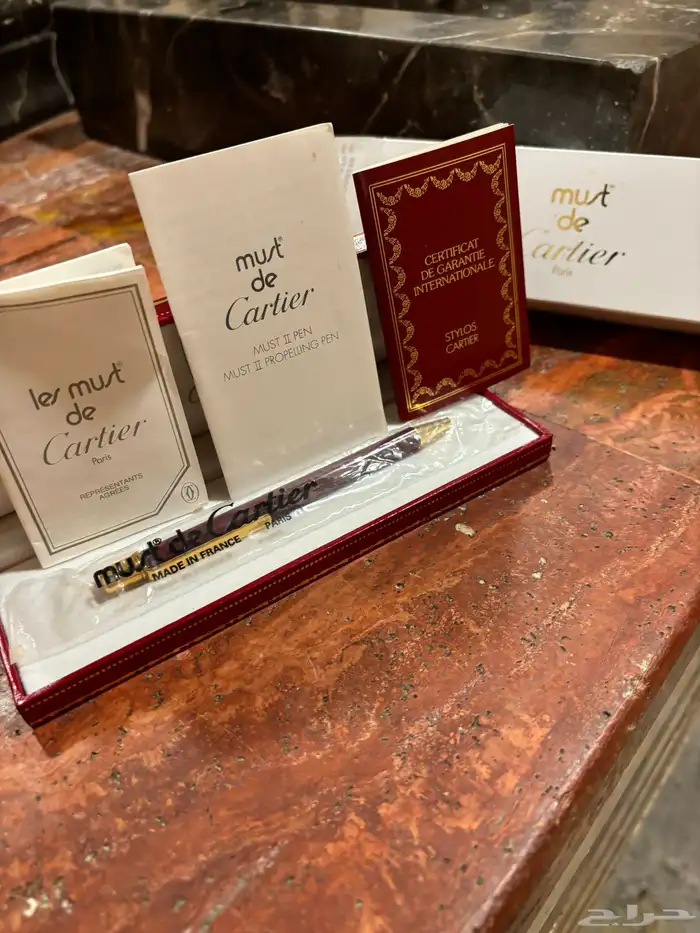 les must®
de
Cartier
Paris
REPRÉSENTANTS
AGRÉÉS
must®
de
Cartier
MUST II PEN
MUST II PROPELLING PEN
CERTIFICAT
DE GARANTIE
INTERNATIONALE
STYLOS
CARTIER
must®
de
Cartier
Paris
must® de Cartier
PARIS
MADE IN FRANCE
حراج